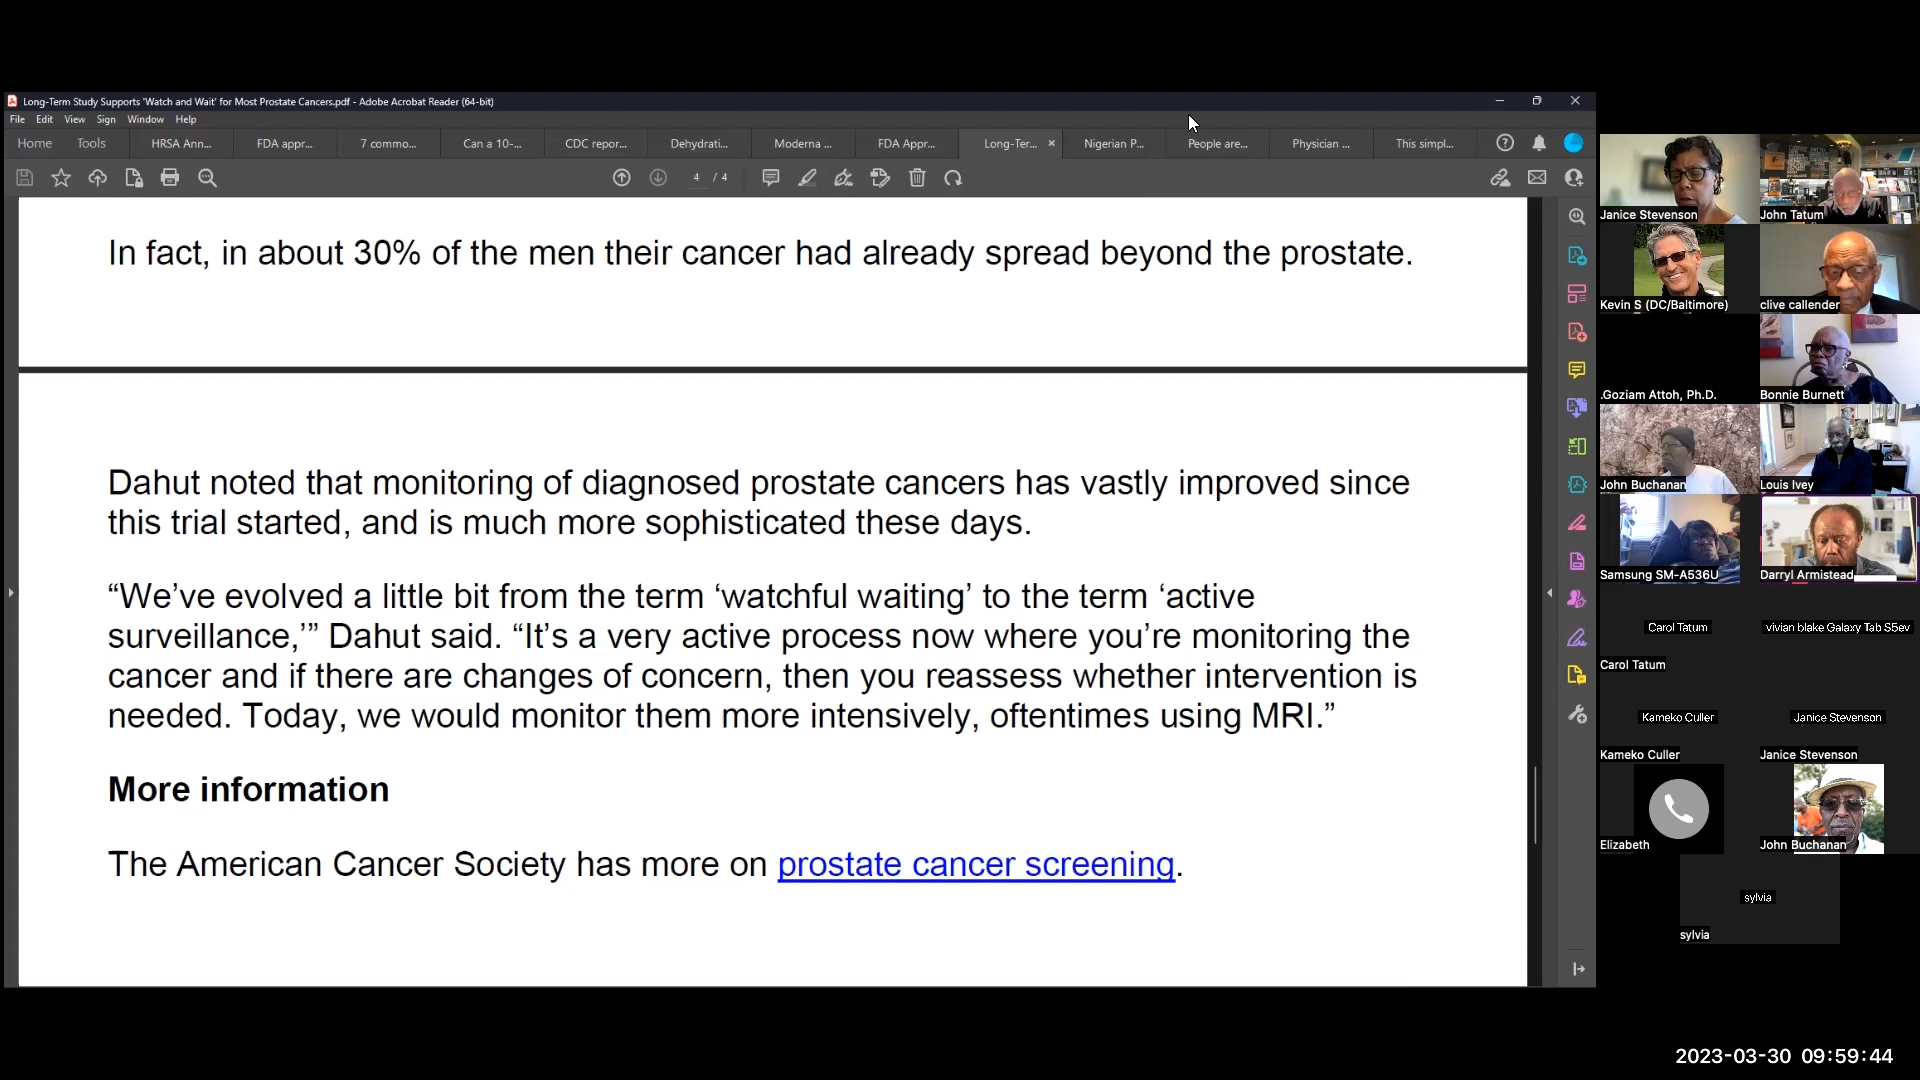 Long-Term Study Supports 'Watch and Wait' for Most Prostate Cancers.pdf - Adobe Acrobat Reader (64-bit)
File Edit View Sign Window Help
Home Tools HRSA Ann... FDA appr... 7 commo... Can a 10-... CDC repor... Dehydrati... Moderna ... FDA Appr... Long-Ter... × Nigerian P... People are... Physician ... This simpl...
4 / 4
In fact, in about 30% of the men their cancer had already spread beyond the prostate.
Dahut noted that monitoring of diagnosed prostate cancers has vastly improved since
this trial started, and is much more sophisticated these days.
“We’ve evolved a little bit from the term ‘watchful waiting’ to the term ‘active
surveillance,’” Dahut said. “It’s a very active process now where you’re monitoring the
cancer and if there are changes of concern, then you reassess whether intervention is
needed. Today, we would monitor them more intensively, oftentimes using MRI.”
More information
The American Cancer Society has more on prostate cancer screening.
Janice Stevenson
John Tatum
Kevin S (DC/Baltimore)
clive callender
.Goziam Attoh, Ph.D.
Bonnie Burnett
John Buchanan
Louis Ivey
Samsung SM-A536U
Darryl Armistead
Carol Tatum
vivian blake Galaxy Tab S5ev
Carol Tatum
Kameko Culler
Janice Stevenson
Kameko Culler
Janice Stevenson
Elizabeth
John Buchanan
sylvia
sylvia
2023-03-30 09:59:44